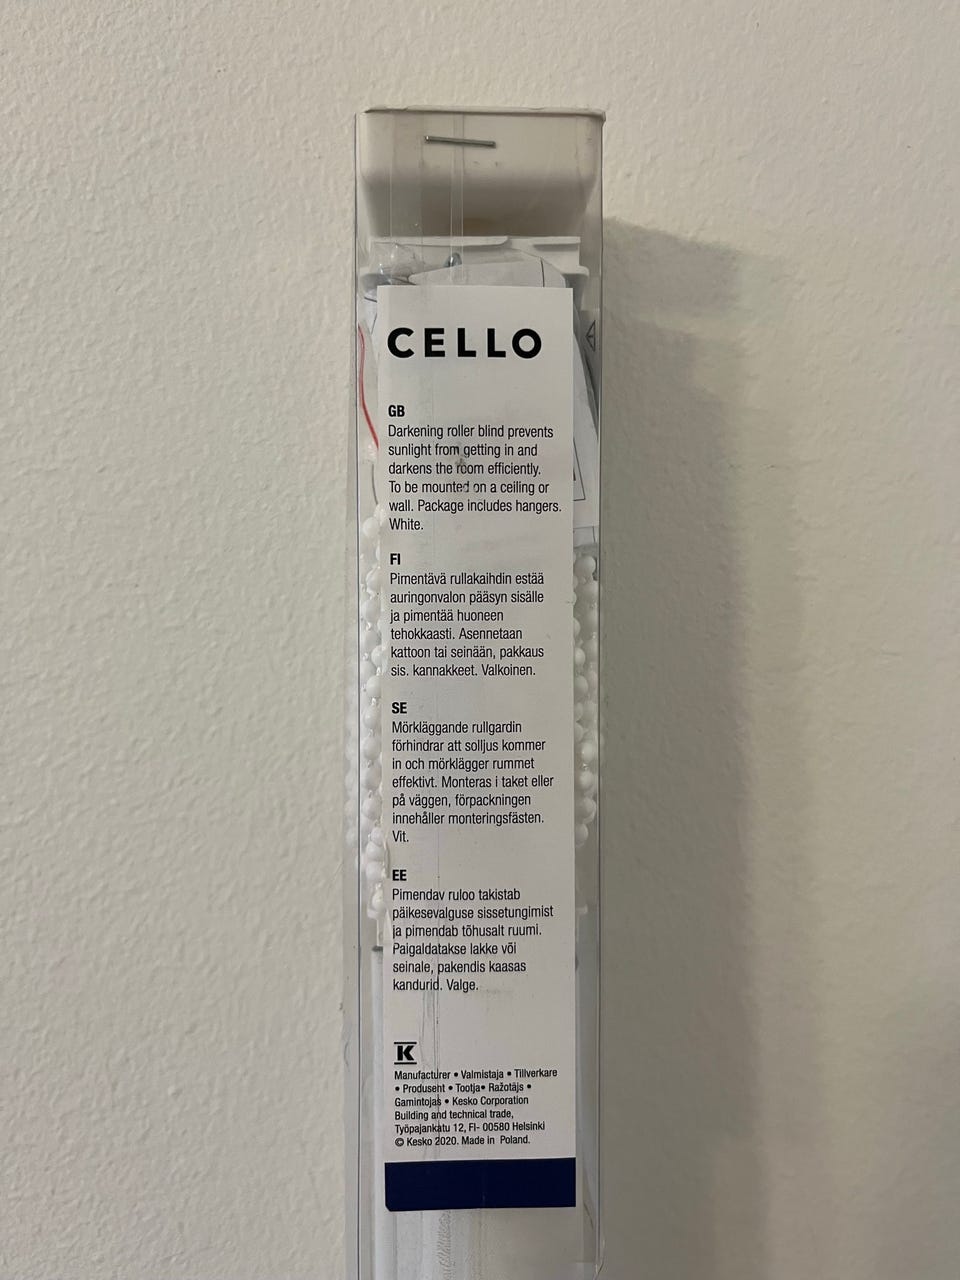 CELLO
GB
Darkening roller blind prevents
sunlight from getting in and
darkens the room efficiently.
To be mounted on a ceiling or
wall. Package includes hangers.
White.
FI
Pimentävä rullakaihdin estää
auringonvalon pääsyn sisälle
ja pimentää huoneen
tehokkaasti. Asennetaan
kattoon tai seinään, pakkaus
sis. kannakkeet. Valkoinen.
SE
Mörkläggande rullgardin
förhindrar att solljus kommer
in och mörklägger rummet
effektivt. Monteras i taket eller
på väggen, förpackningen
innehåller monteringsfästen.
Vit.
EE
Pimendav ruloo takistab
päikesevalguse sissetungimist
ja pimendab tõhusalt ruumi.
Paigaldatakse lakke või
seinale, pakendis kaasas
kandurid. Valge.
K
Manufacturer • Valmistaja • Tillverkare
• Produseht • Tootja• Ražotājs •
Gamintojas • Kesko Corporation
Building and technical trade,
Työpajankatu 12, FI- 00580 Helsinki
© Kesko 2020. Made in Poland.